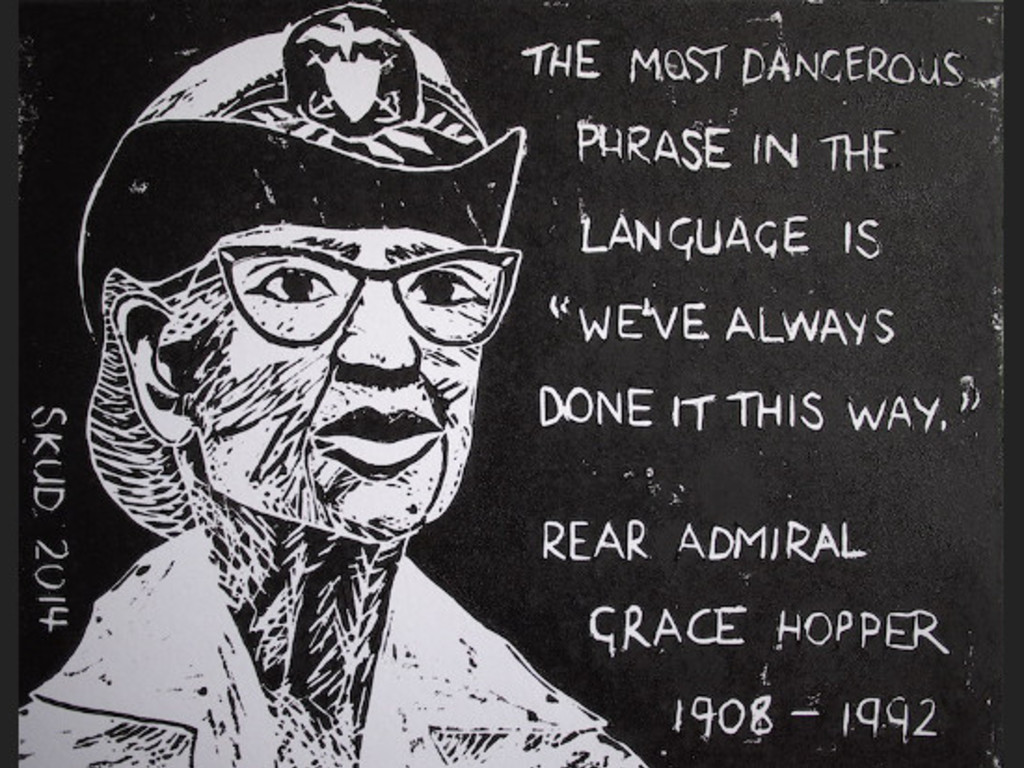 THE MOST DANGEROUS
PHRASE IN THE
LANGUAGE IS
“WE'VE ALWAYS
DONE IT THIS WAY.”
REAR ADMIRAL
GRACE HOPPER
1908 – 1992
SKUD 2014